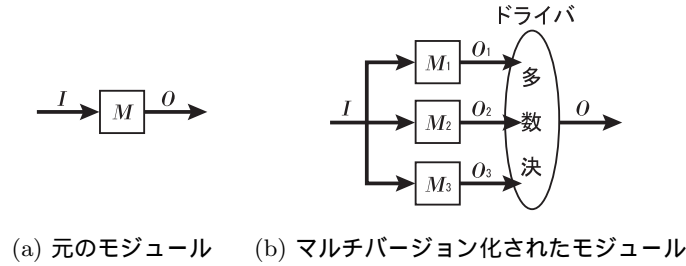 I M O
(a) 元のモジュール
ドライバ
I
M1 O1
M2 O2
M3 O3
多数決
O
(b) マルチバージョン化されたモジュール